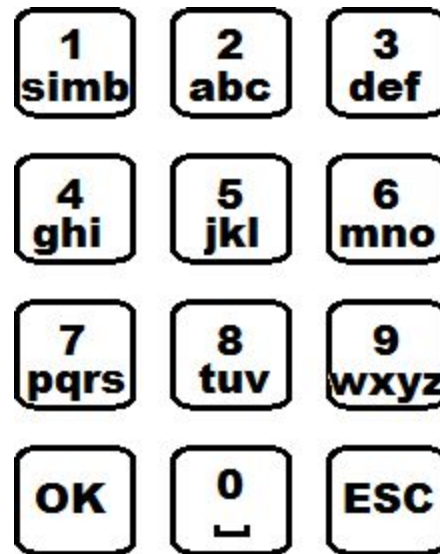 1 2 3
simb abc def
4 5 6
ghi jkl mno
7 8 9
pqrs tuv wxyz
OK 0 ESC